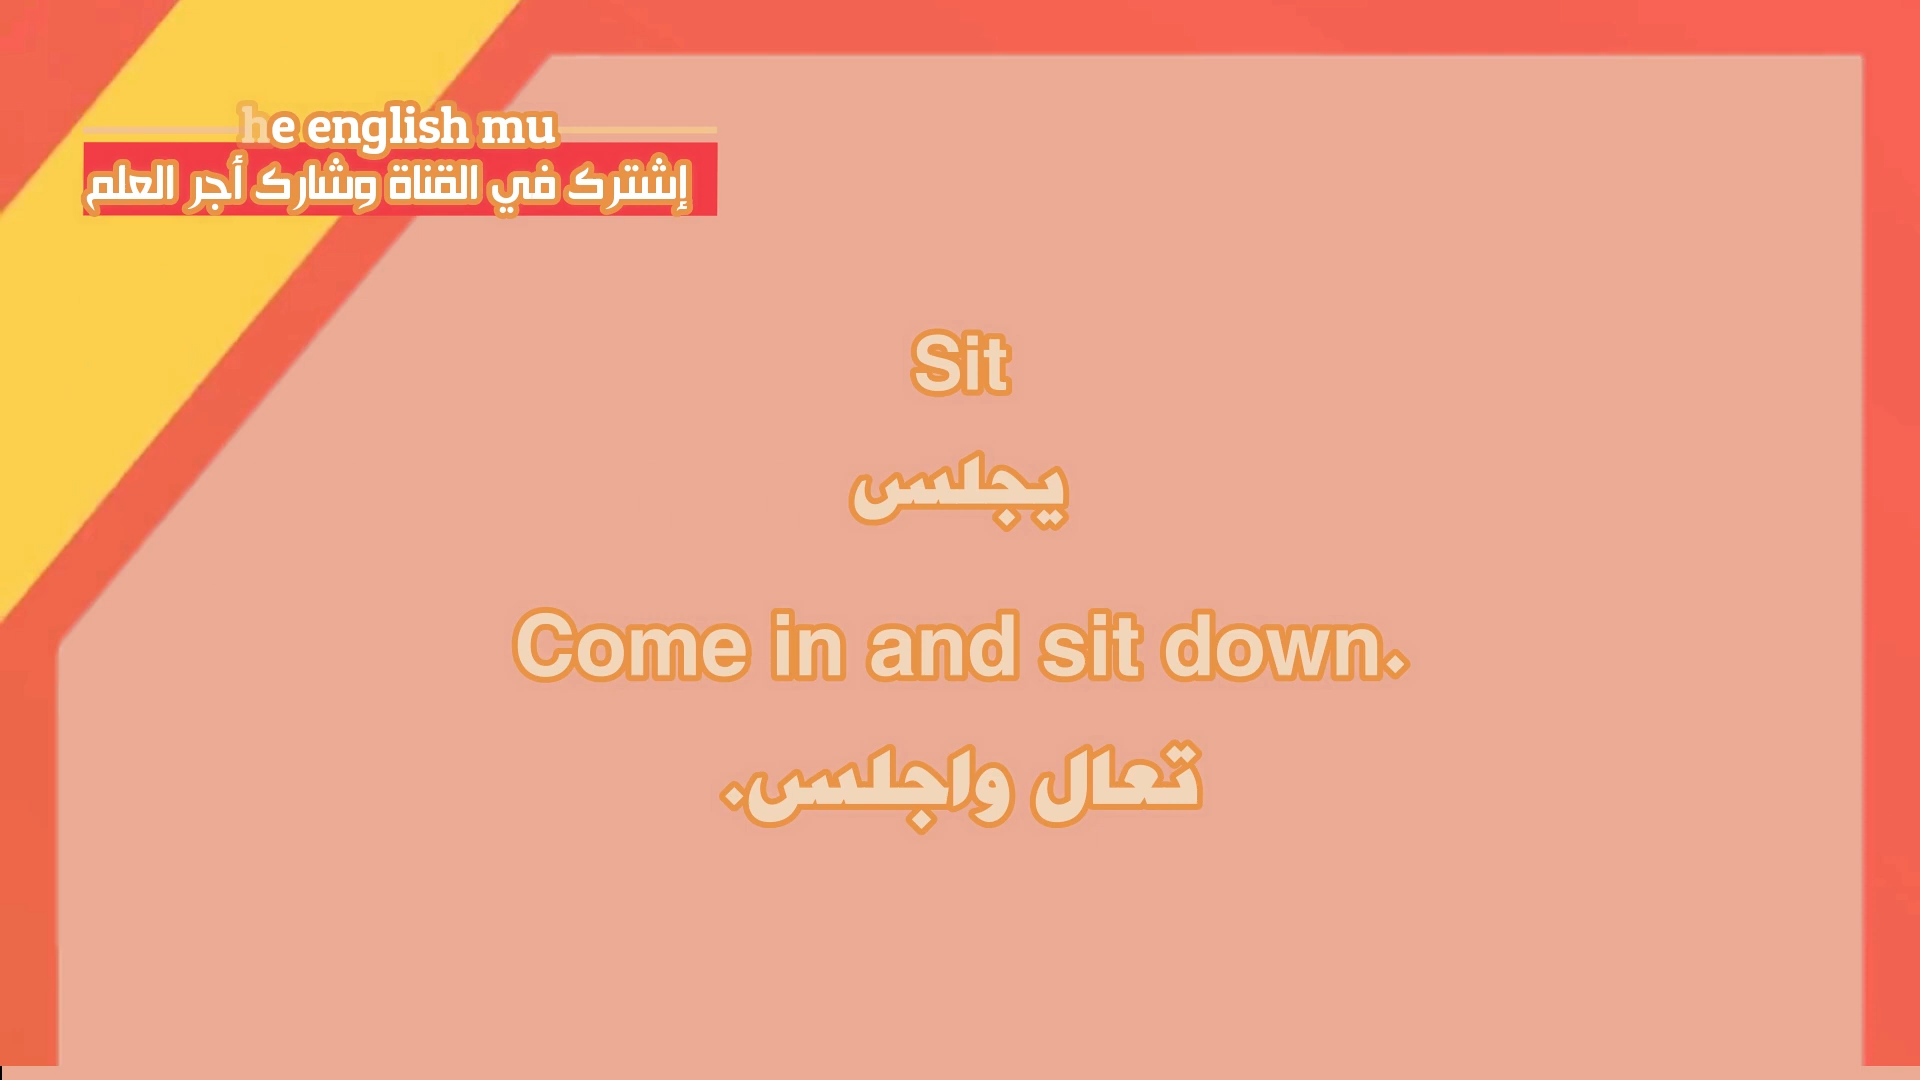 he english mu
إشترك في القناة وشارك أجر العلم
Sit
يجلس
Come in and sit down.
تعال واجلس.